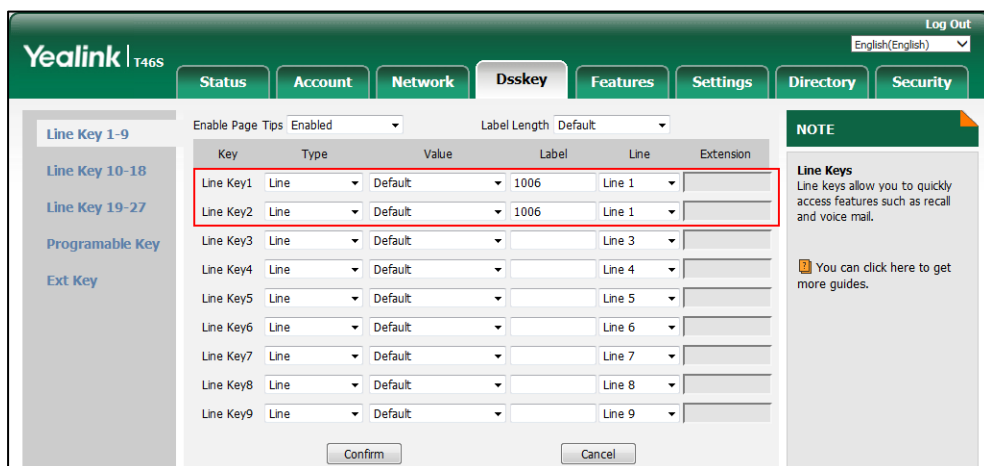 Log Out
English(English)
Yealink T46S
Status Account Network Dsskey Features Settings Directory Security
Line Key 1-9
Line Key 10-18
Line Key 19-27
Programable Key
Ext Key
Enable Page Tips Enabled Label Length Default
Key Type Value Label Line Extension
Line Key1 Line Default 1006 Line 1
Line Key2 Line Default 1006 Line 1
Line Key3 Line Default Line 3
Line Key4 Line Default Line 4
Line Key5 Line Default Line 5
Line Key6 Line Default Line 6
Line Key7 Line Default Line 7
Line Key8 Line Default Line 8
Line Key9 Line Default Line 9
Confirm Cancel
NOTE
Line Keys
Line keys allow you to quickly
access features such as recall
and voice mail.
You can click here to get
more guides.